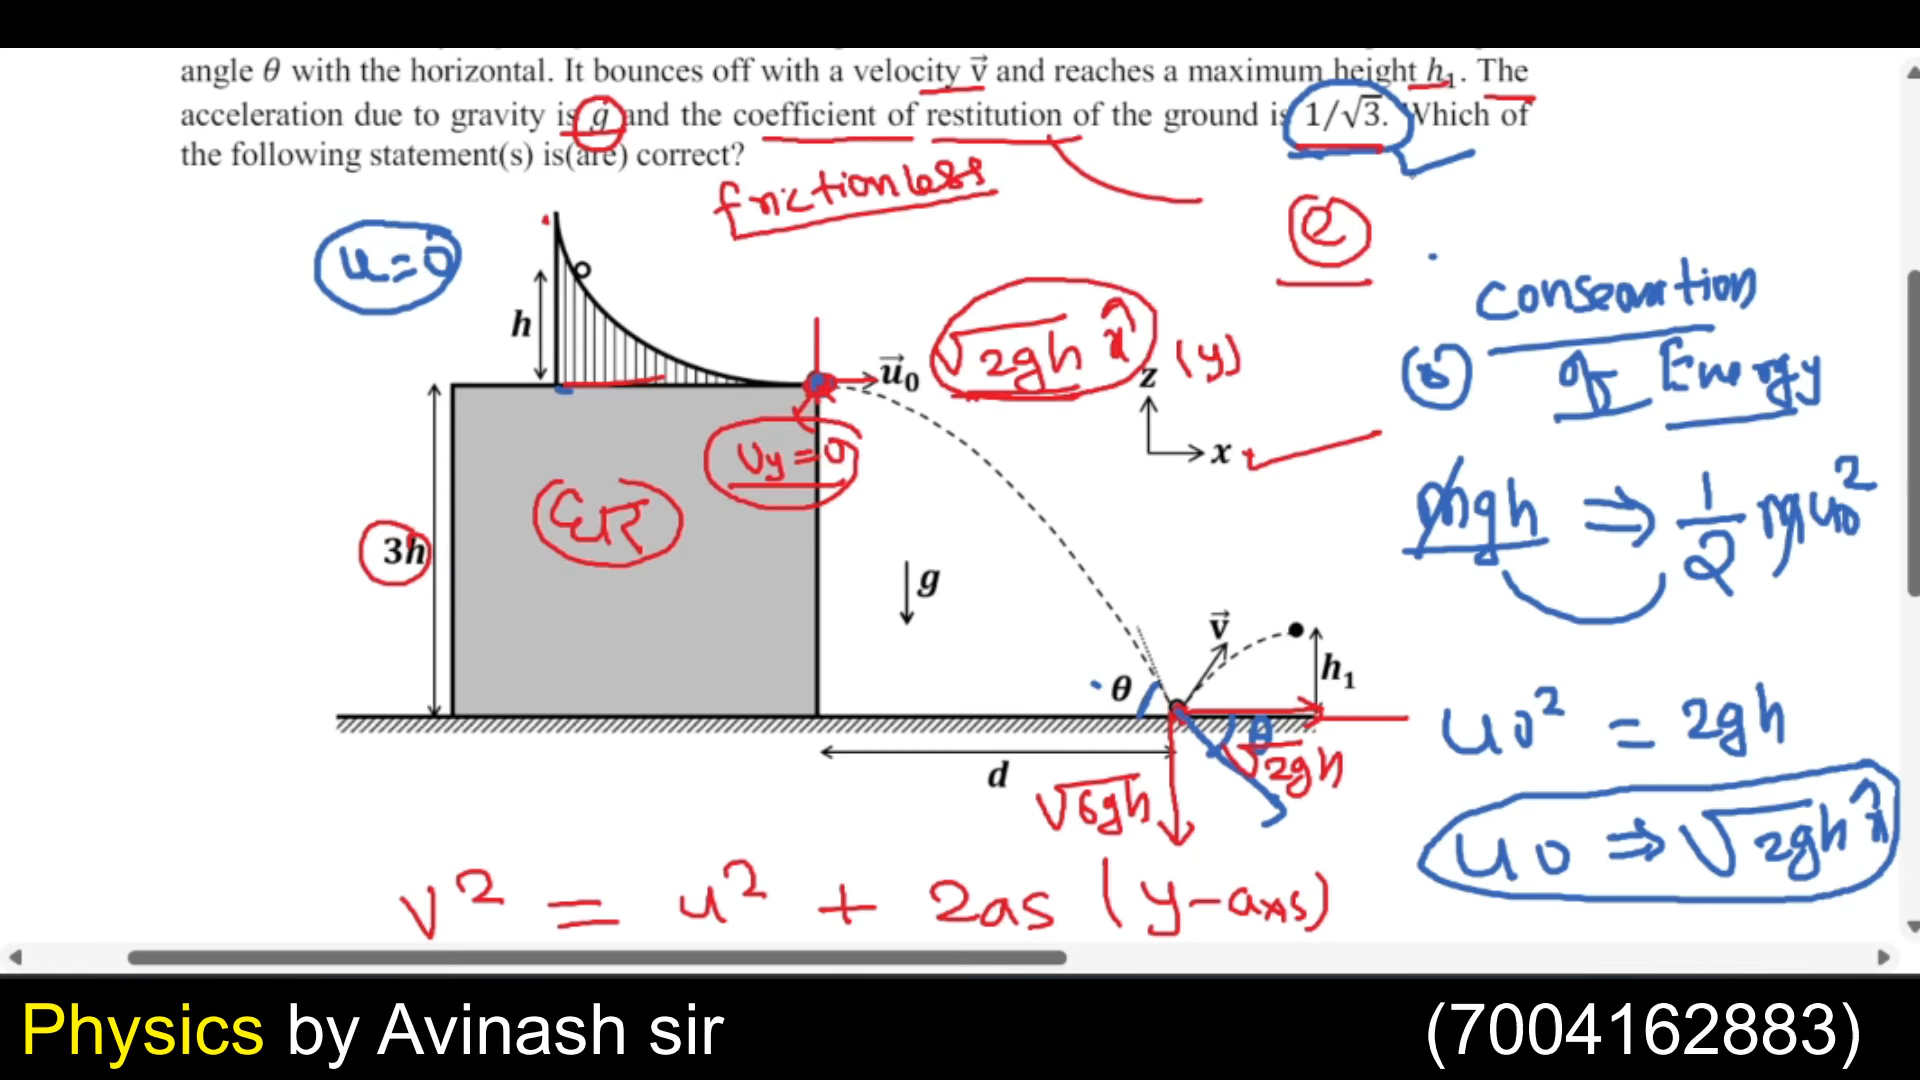 angle θ with the horizontal. It bounces off with a velocity v⃗ and reaches a maximum height h₁. The
acceleration due to gravity is g and the coefficient of restitution of the ground is 1/√3. Which of
the following statement(s) is(are) correct?
frictionless
e
u=0
h
u⃗₀
√2gh x̂
(y)
z
x
Vy=0
3h
g
θ
v⃗
h₁
θ
√2gh
√6gh
d
of Energy
mgh ⇒ 1/2 mu₀²
u₀² = 2gh
u₀ ⇒ √2gh x̂
v² = u² + 2as (y-axis)
Physics by Avinash sir
(7004162883)